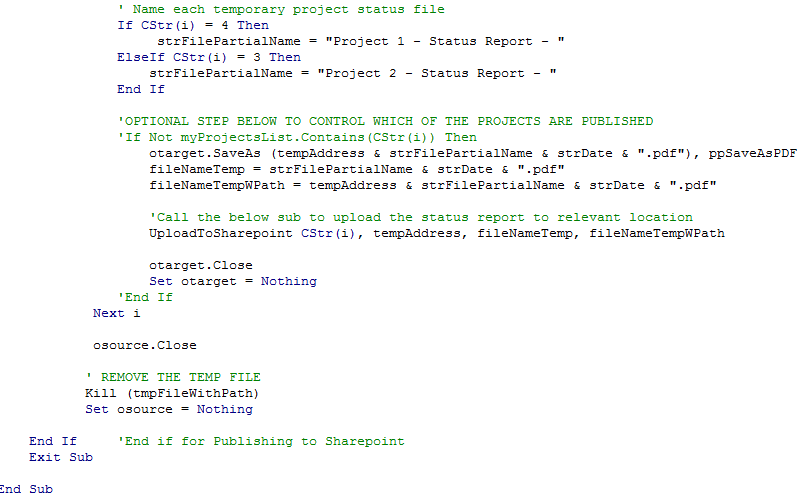 ' Name each temporary project status file
If CStr(i) = 4 Then
strFilePartialName = "Project 1 - Status Report - "
ElseIf CStr(i) = 3 Then
strFilePartialName = "Project 2 - Status Report - "
End If
'OPTIONAL STEP BELOW TO CONTROL WHICH OF THE PROJECTS ARE PUBLISHED
'If Not myProjectsList.Contains(CStr(i)) Then
otarget.SaveAs (tempAddress & strFilePartialName & strDate & ".pdf"), ppSaveAsPDF
fileNameTemp = strFilePartialName & strDate & ".pdf"
fileNameTempWPath = tempAddress & strFilePartialName & strDate & ".pdf"
'Call the below sub to upload the status report to relevant location
UploadToSharepoint CStr(i), tempAddress, fileNameTemp, fileNameTempWPath
otarget.Close
Set otarget = Nothing
'End If
Next i
osource.Close
' REMOVE THE TEMP FILE
Kill (tmpFileWithPath)
Set osource = Nothing
End If 'End if for Publishing to Sharepoint
Exit Sub
End Sub